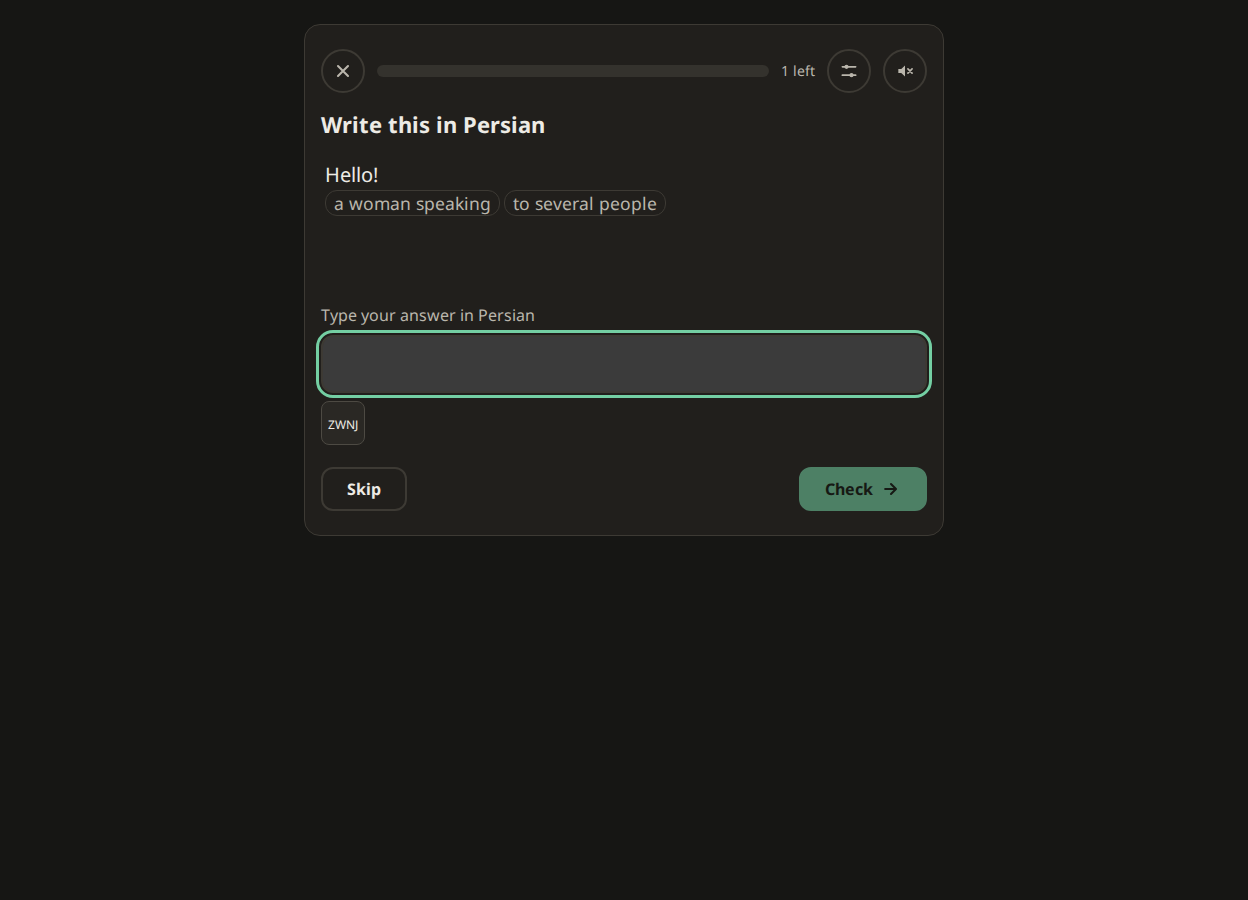 1 left
Write this in Persian
Hello!
a woman speaking to several people
Type your answer in Persian
ZWNJ
Skip Check